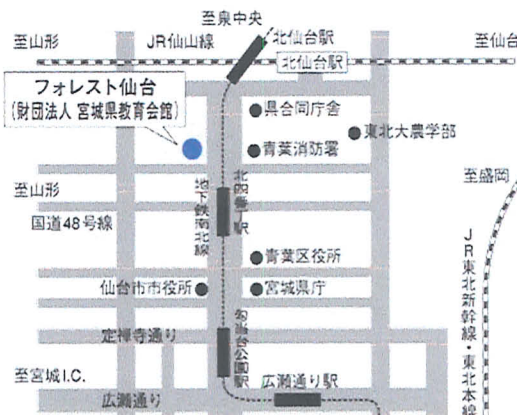 至泉中央
至山形
JR仙山線
北仙台駅
至仙台
北仙台駅
フォレスト仙台
(財団法人 宮城県教育会館)
県合同庁舎
東北大農学部
青葉消防署
至山形
地下鉄南北線
北四番丁駅
至盛岡
国道48号線
JR東北新幹線・東北本線
青葉区役所
仙台市市役所
宮城県庁
定禅寺通り
勾当台公園駅
至宮城I.C.
広瀬通り駅
広瀬通り